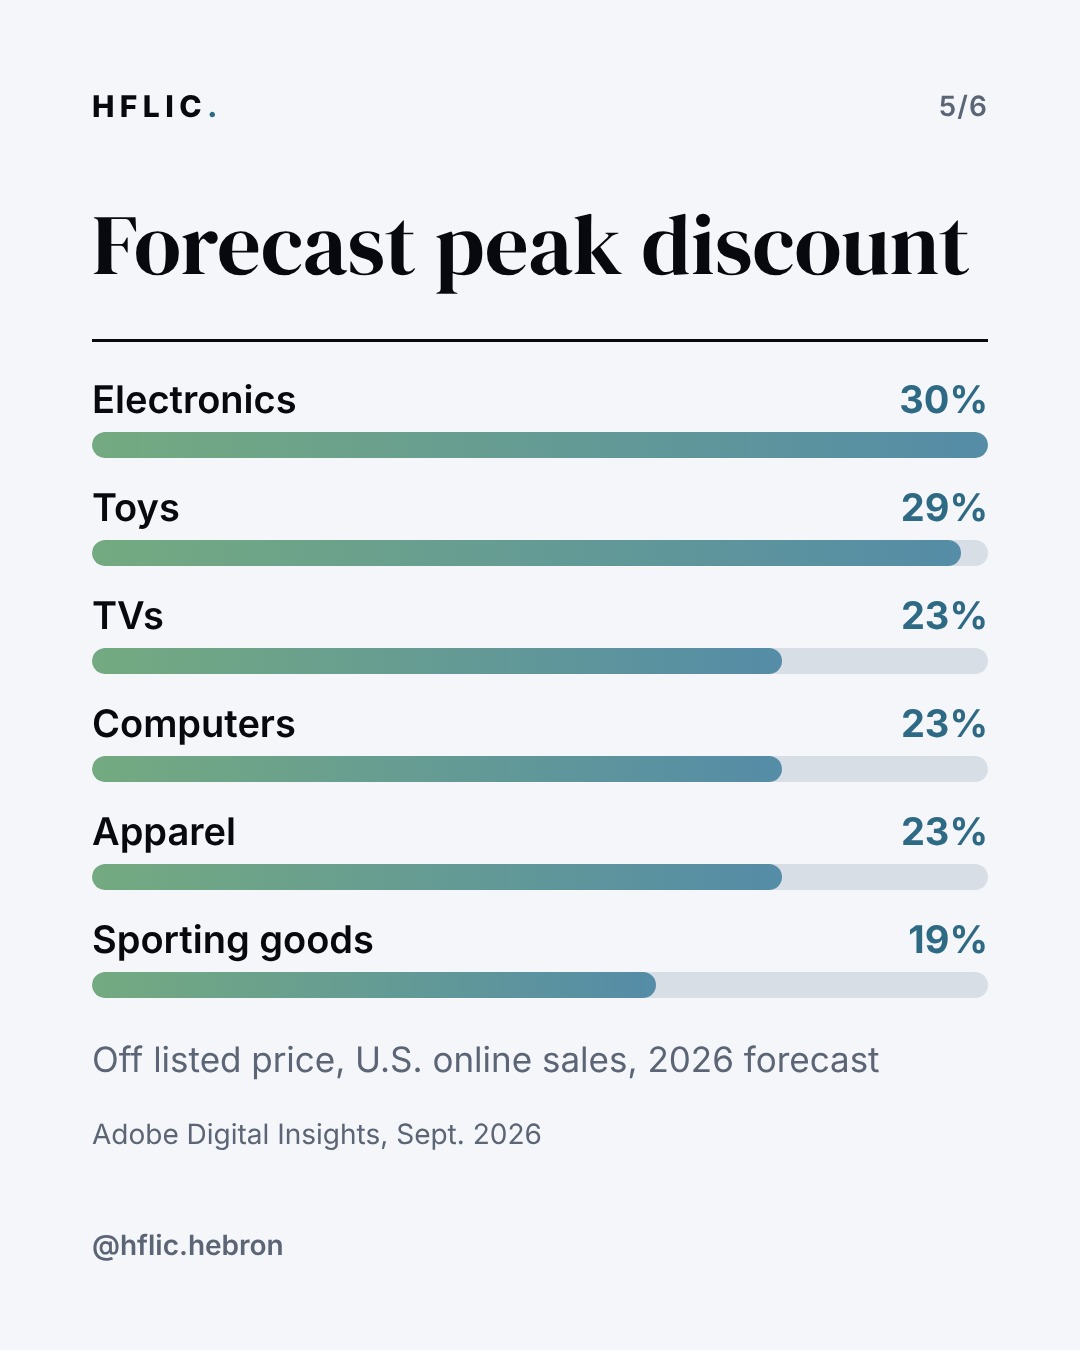 HFLIC.
5/6
Forecast peak discount
Electronics 30%
Toys 29%
TVs 23%
Computers 23%
Apparel 23%
Sporting goods 19%
Off listed price, U.S. online sales, 2026 forecast
Adobe Digital Insights, Sept. 2026
@hflic.hebron